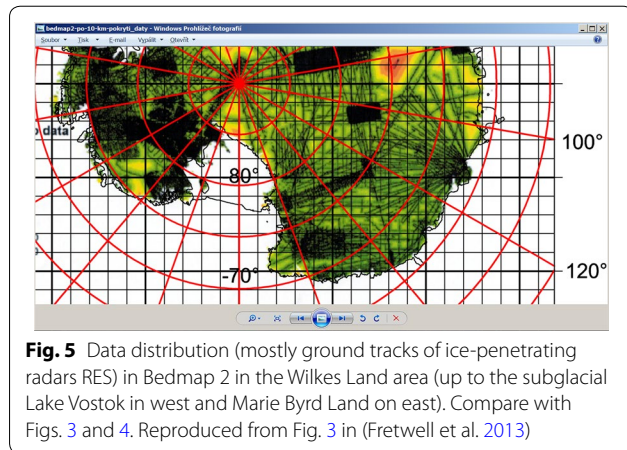 bedmap2-po-10-km-pokryti_daty - Windows Prohlížeč fotografií
Soubor Tisk E-mail Vypálit Otevřít
data
100°
80°
-70°
120°
Fig. 5 Data distribution (mostly ground tracks of ice-penetrating
radars RES) in Bedmap 2 in the Wilkes Land area (up to the subglacial
Lake Vostok in west and Marie Byrd Land on east). Compare with
Figs. 3 and 4. Reproduced from Fig. 3 in (Fretwell et al. 2013)